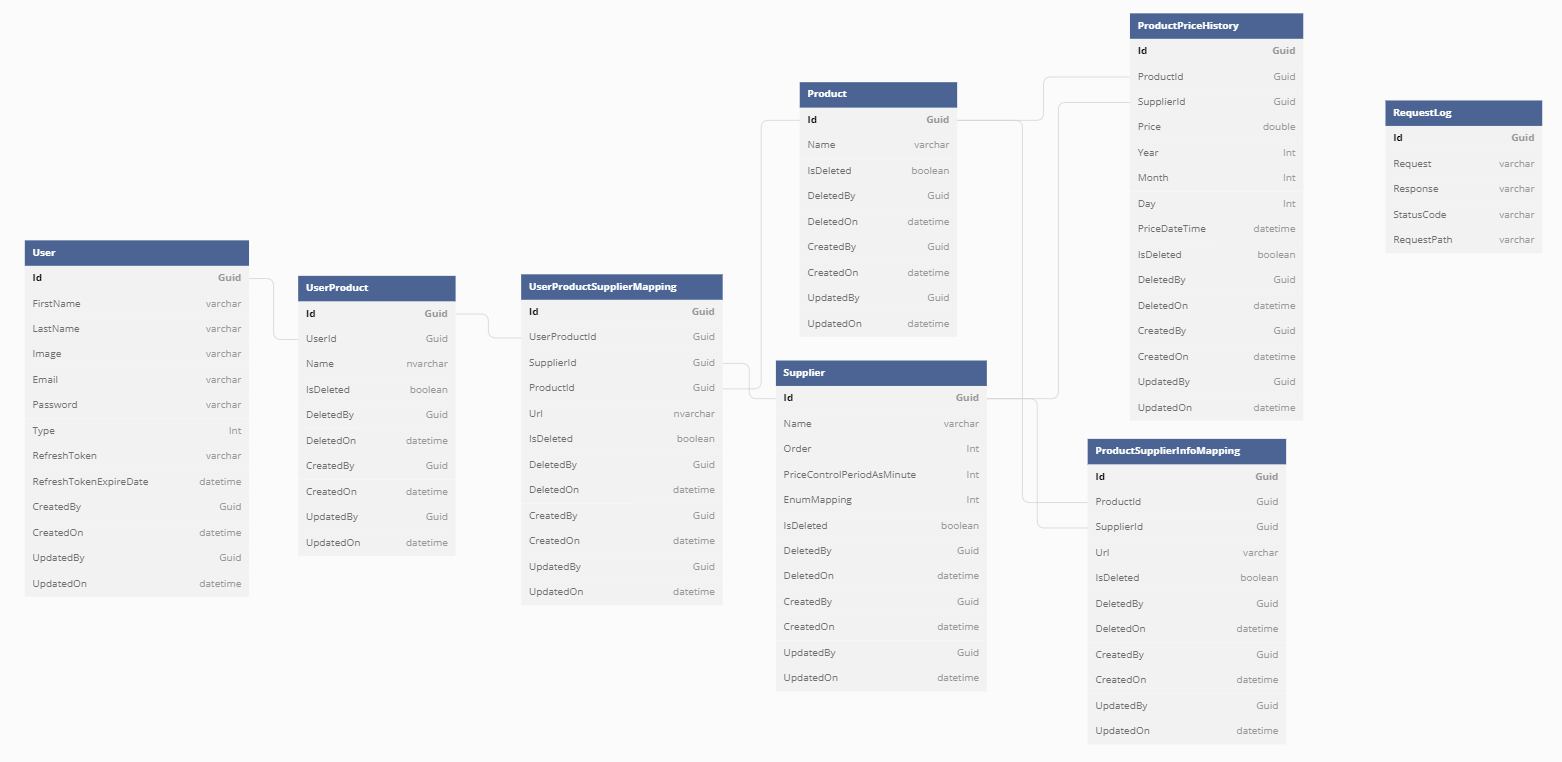 User
Id Guid
FirstName varchar
LastName varchar
Image varchar
Email varchar
Password varchar
Type Int
RefreshToken varchar
RefreshTokenExpireDate datetime
CreatedBy Guid
CreatedOn datetime
UpdatedBy Guid
UpdatedOn datetime
UserProduct
Id Guid
UserId Guid
Name nvarchar
IsDeleted boolean
DeletedBy Guid
DeletedOn datetime
CreatedBy Guid
CreatedOn datetime
UpdatedBy Guid
UpdatedOn datetime
UserProductSupplierMapping
Id Guid
UserProductId Guid
SupplierId Guid
ProductId Guid
Url nvarchar
IsDeleted boolean
DeletedBy Guid
DeletedOn datetime
CreatedBy Guid
CreatedOn datetime
UpdatedBy Guid
UpdatedOn datetime
Product
Id Guid
Name varchar
IsDeleted boolean
DeletedBy Guid
DeletedOn datetime
CreatedBy Guid
CreatedOn datetime
UpdatedBy Guid
UpdatedOn datetime
Supplier
Id Guid
Name varchar
Order Int
PriceControlPeriodAsMinute Int
EnumMapping Int
IsDeleted boolean
DeletedBy Guid
DeletedOn datetime
CreatedBy Guid
CreatedOn datetime
UpdatedBy Guid
UpdatedOn datetime
ProductPriceHistory
Id Guid
ProductId Guid
SupplierId Guid
Price double
Year Int
Month Int
Day Int
PriceDateTime datetime
IsDeleted boolean
DeletedBy Guid
DeletedOn datetime
CreatedBy Guid
CreatedOn datetime
UpdatedBy Guid
UpdatedOn datetime
ProductSupplierInfoMapping
Id Guid
ProductId Guid
SupplierId Guid
Url varchar
IsDeleted boolean
DeletedBy Guid
DeletedOn datetime
CreatedBy Guid
CreatedOn datetime
UpdatedBy Guid
UpdatedOn datetime
RequestLog
Id Guid
Request varchar
Response varchar
StatusCode varchar
RequestPath varchar